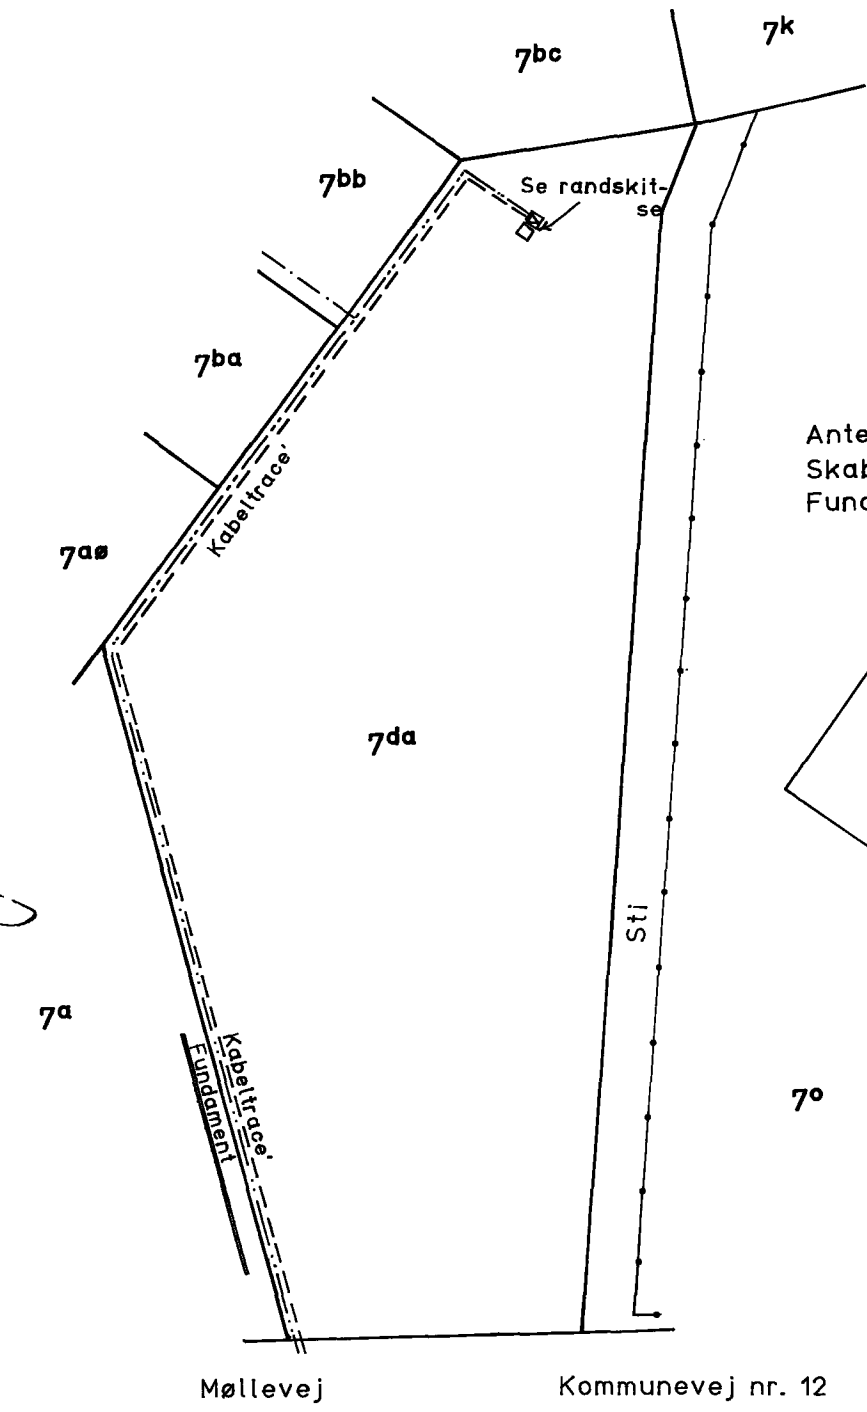 7k
7bc
7bb
Se randskit-
se
7ba
Kabeltrace'
7aø
7da
Sti
7a
Kabeltrace'
Fundament
7o
Møllevej
Kommunevej nr. 12